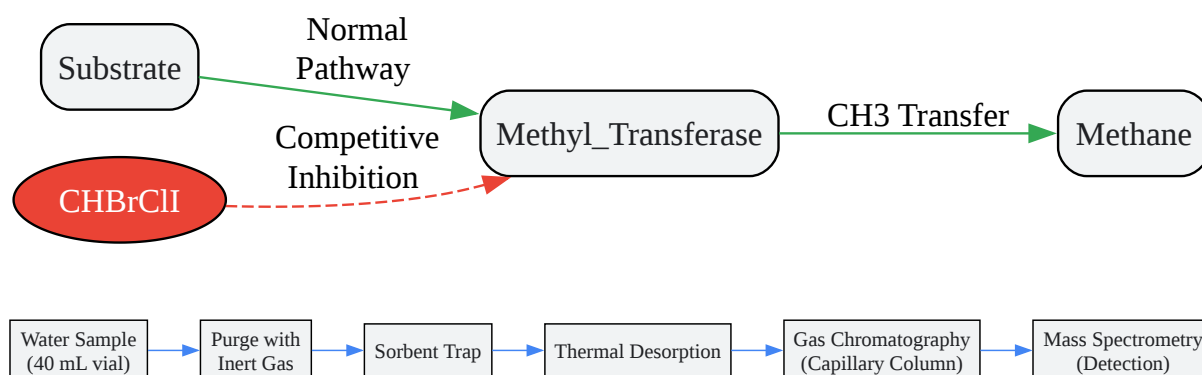 Substrate
Normal
Pathway
CHBrClI
Competitive
Inhibition
Methyl_Transferase
CH3 Transfer
Methane
Water Sample
(40 mL vial)
Purge with
Inert Gas
Sorbent Trap
Thermal Desorption
Gas Chromatography
(Capillary Column)
Mass Spectrometry
(Detection)